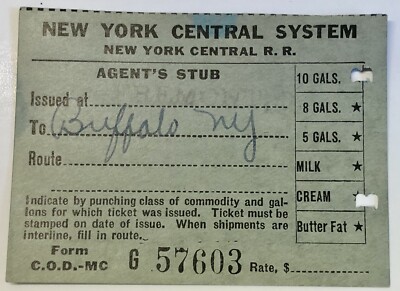 NEW YORK CENTRAL SYSTEM
NEW YORK CENTRAL R. R.
AGENT'S STUB
Issued at
To Buffalo NY
Route
10 GALS.
8 GALS. ★
5 GALS. ★
MILK ★
CREAM
Butter Fat ★
Indicate by punching class of commodity and gal-
lons for which ticket was issued. Ticket must be
stamped on date of issue. When shipments are
interline, fill in route.
Form
C.O.D.-MC G 57603 Rate, $